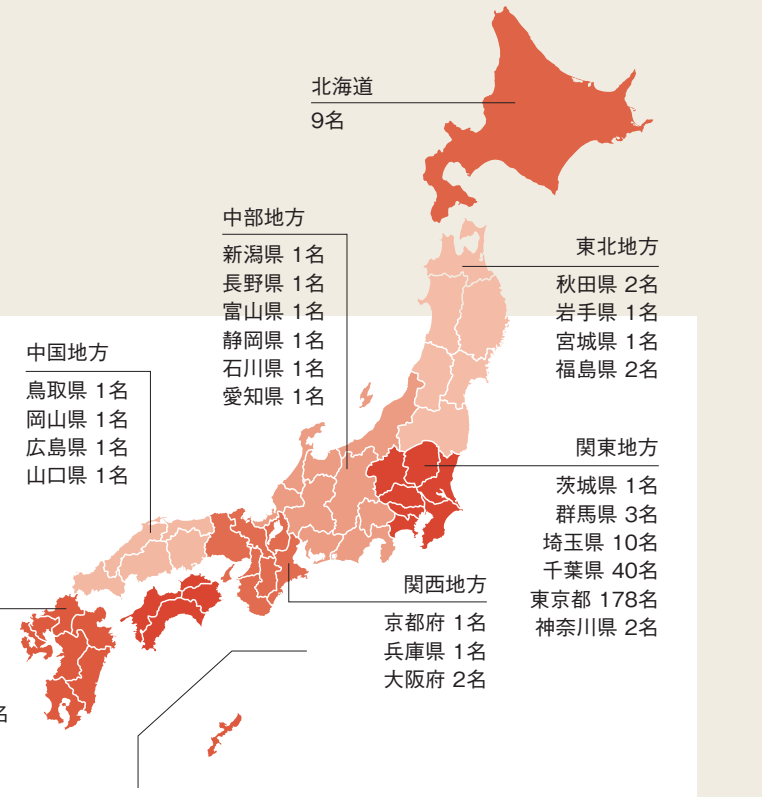 北海道
9名
中部地方
新潟県 1名
長野県 1名
富山県 1名
静岡県 1名
石川県 1名
愛知県 1名
東北地方
秋田県 2名
岩手県 1名
宮城県 1名
福島県 2名
中国地方
鳥取県 1名
岡山県 1名
広島県 1名
山口県 1名
関東地方
茨城県 1名
群馬県 3名
埼玉県 10名
千葉県 40名
東京都 178名
神奈川県 2名
関西地方
京都府 1名
兵庫県 1名
大阪府 2名
名